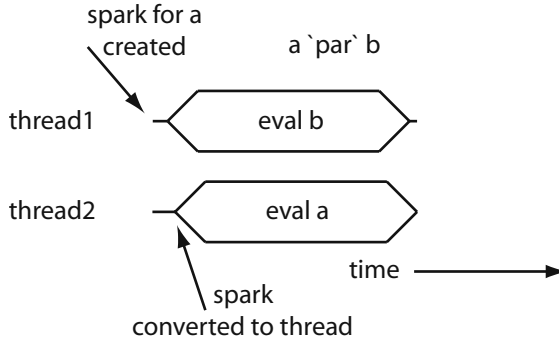 spark for a
created
a `par` b
thread1
eval b
thread2
eval a
time
spark
converted to thread